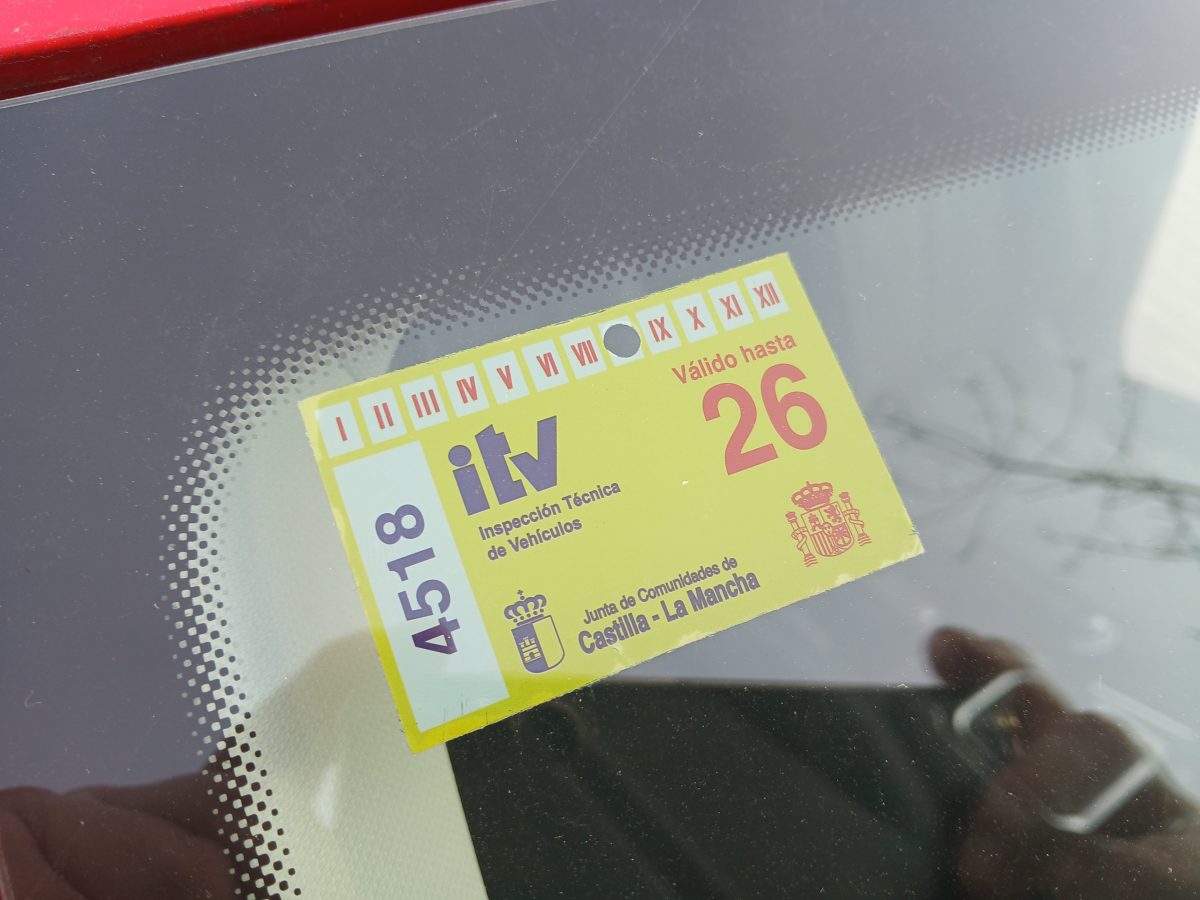 I II III IV V VI VII IX X XI XII
Válido hasta
26
itv
Inspección Técnica
de Vehículos
4518
Junta de Comunidades de
Castilla - La Mancha